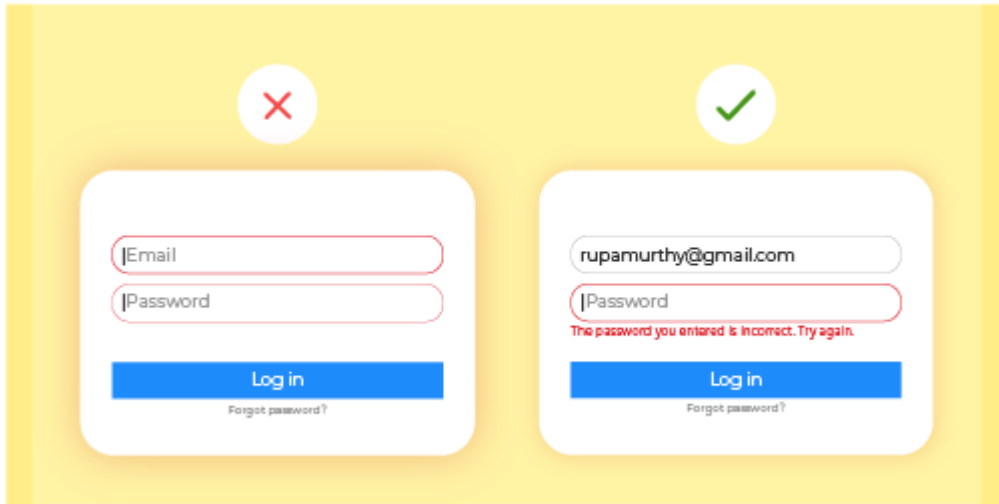 Email
Password
Log in
Forgot password?
rupamurthy@gmail.com
Password
The password you entered is incorrect. Try again.
Log in
Forgot password?